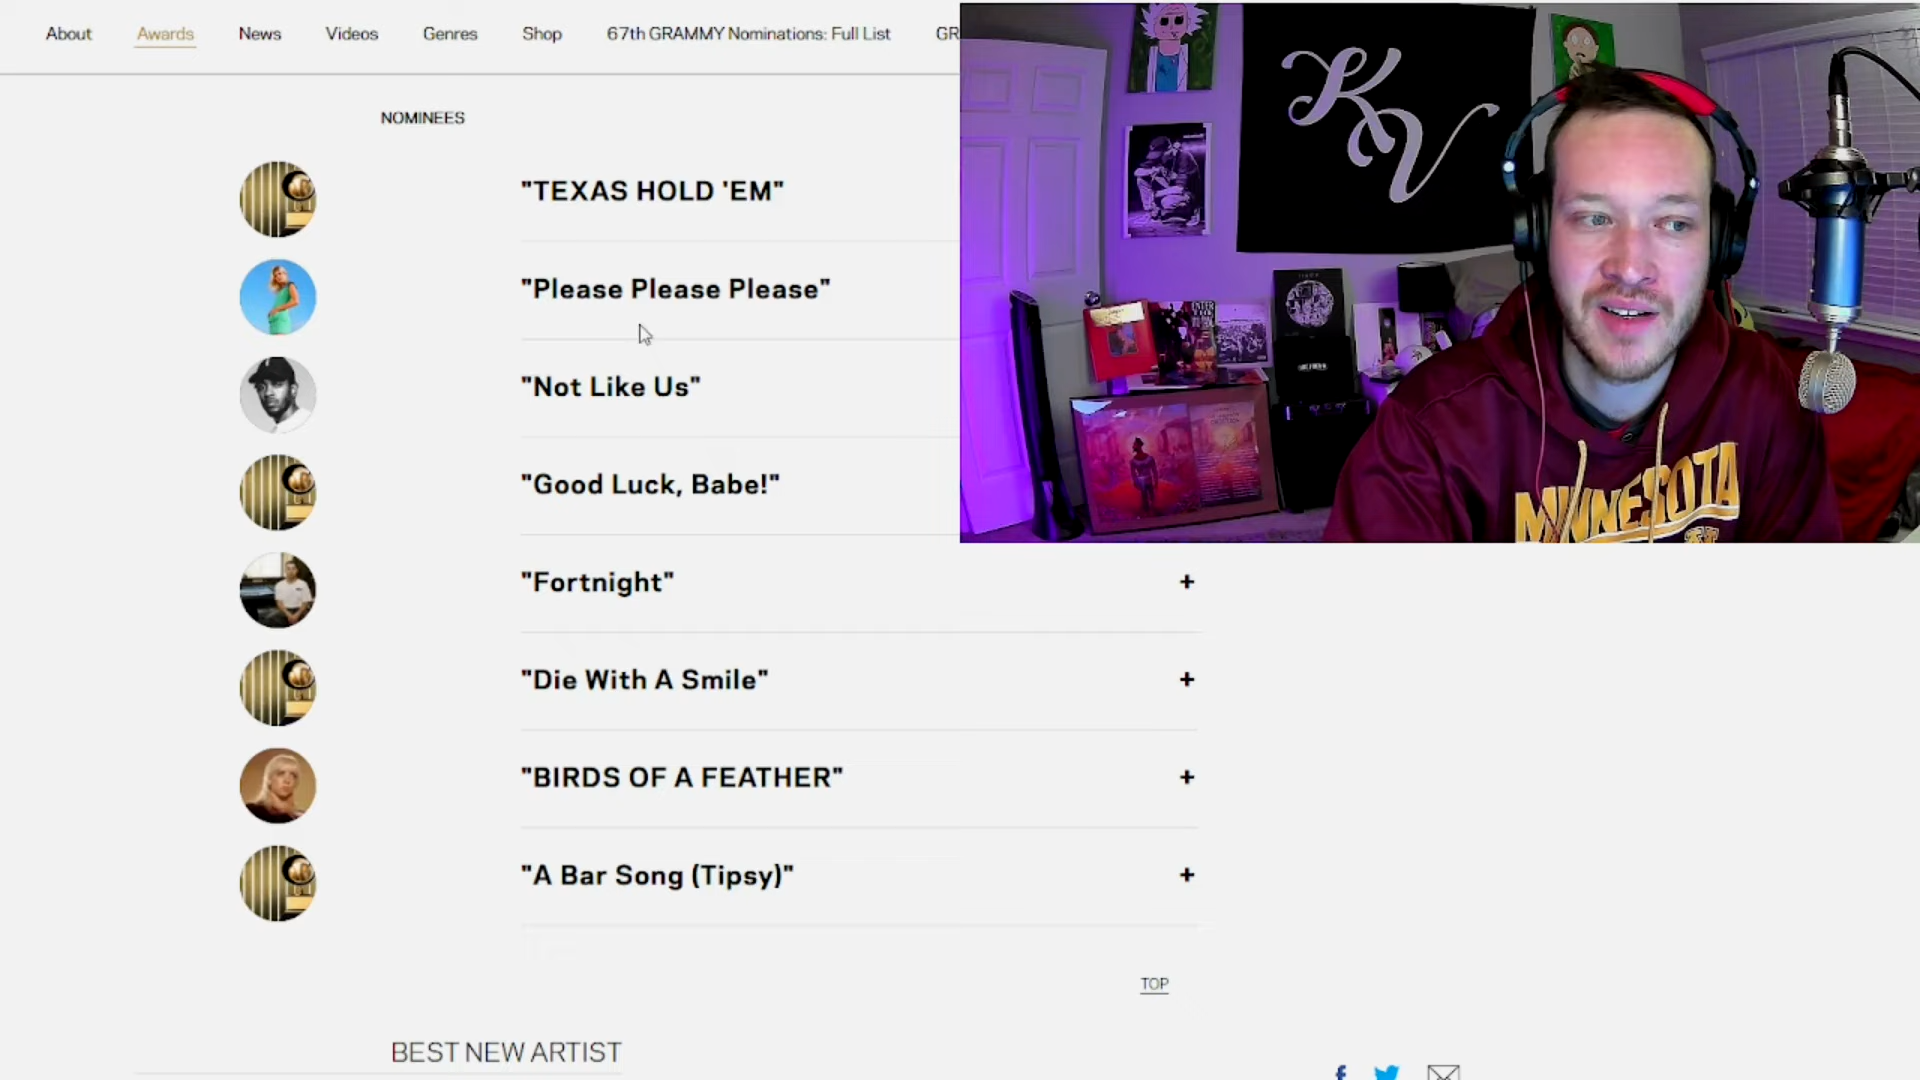 About Awards News Videos Genres Shop 67th GRAMMY Nominations: Full List GR
NOMINEES
"TEXAS HOLD 'EM"
"Please Please Please"
"Not Like Us"
"Good Luck, Babe!"
"Fortnight" +
"Die With A Smile" +
"BIRDS OF A FEATHER" +
"A Bar Song (Tipsy)" +
TOP
BEST NEW ARTIST
KV
MINNESOTA